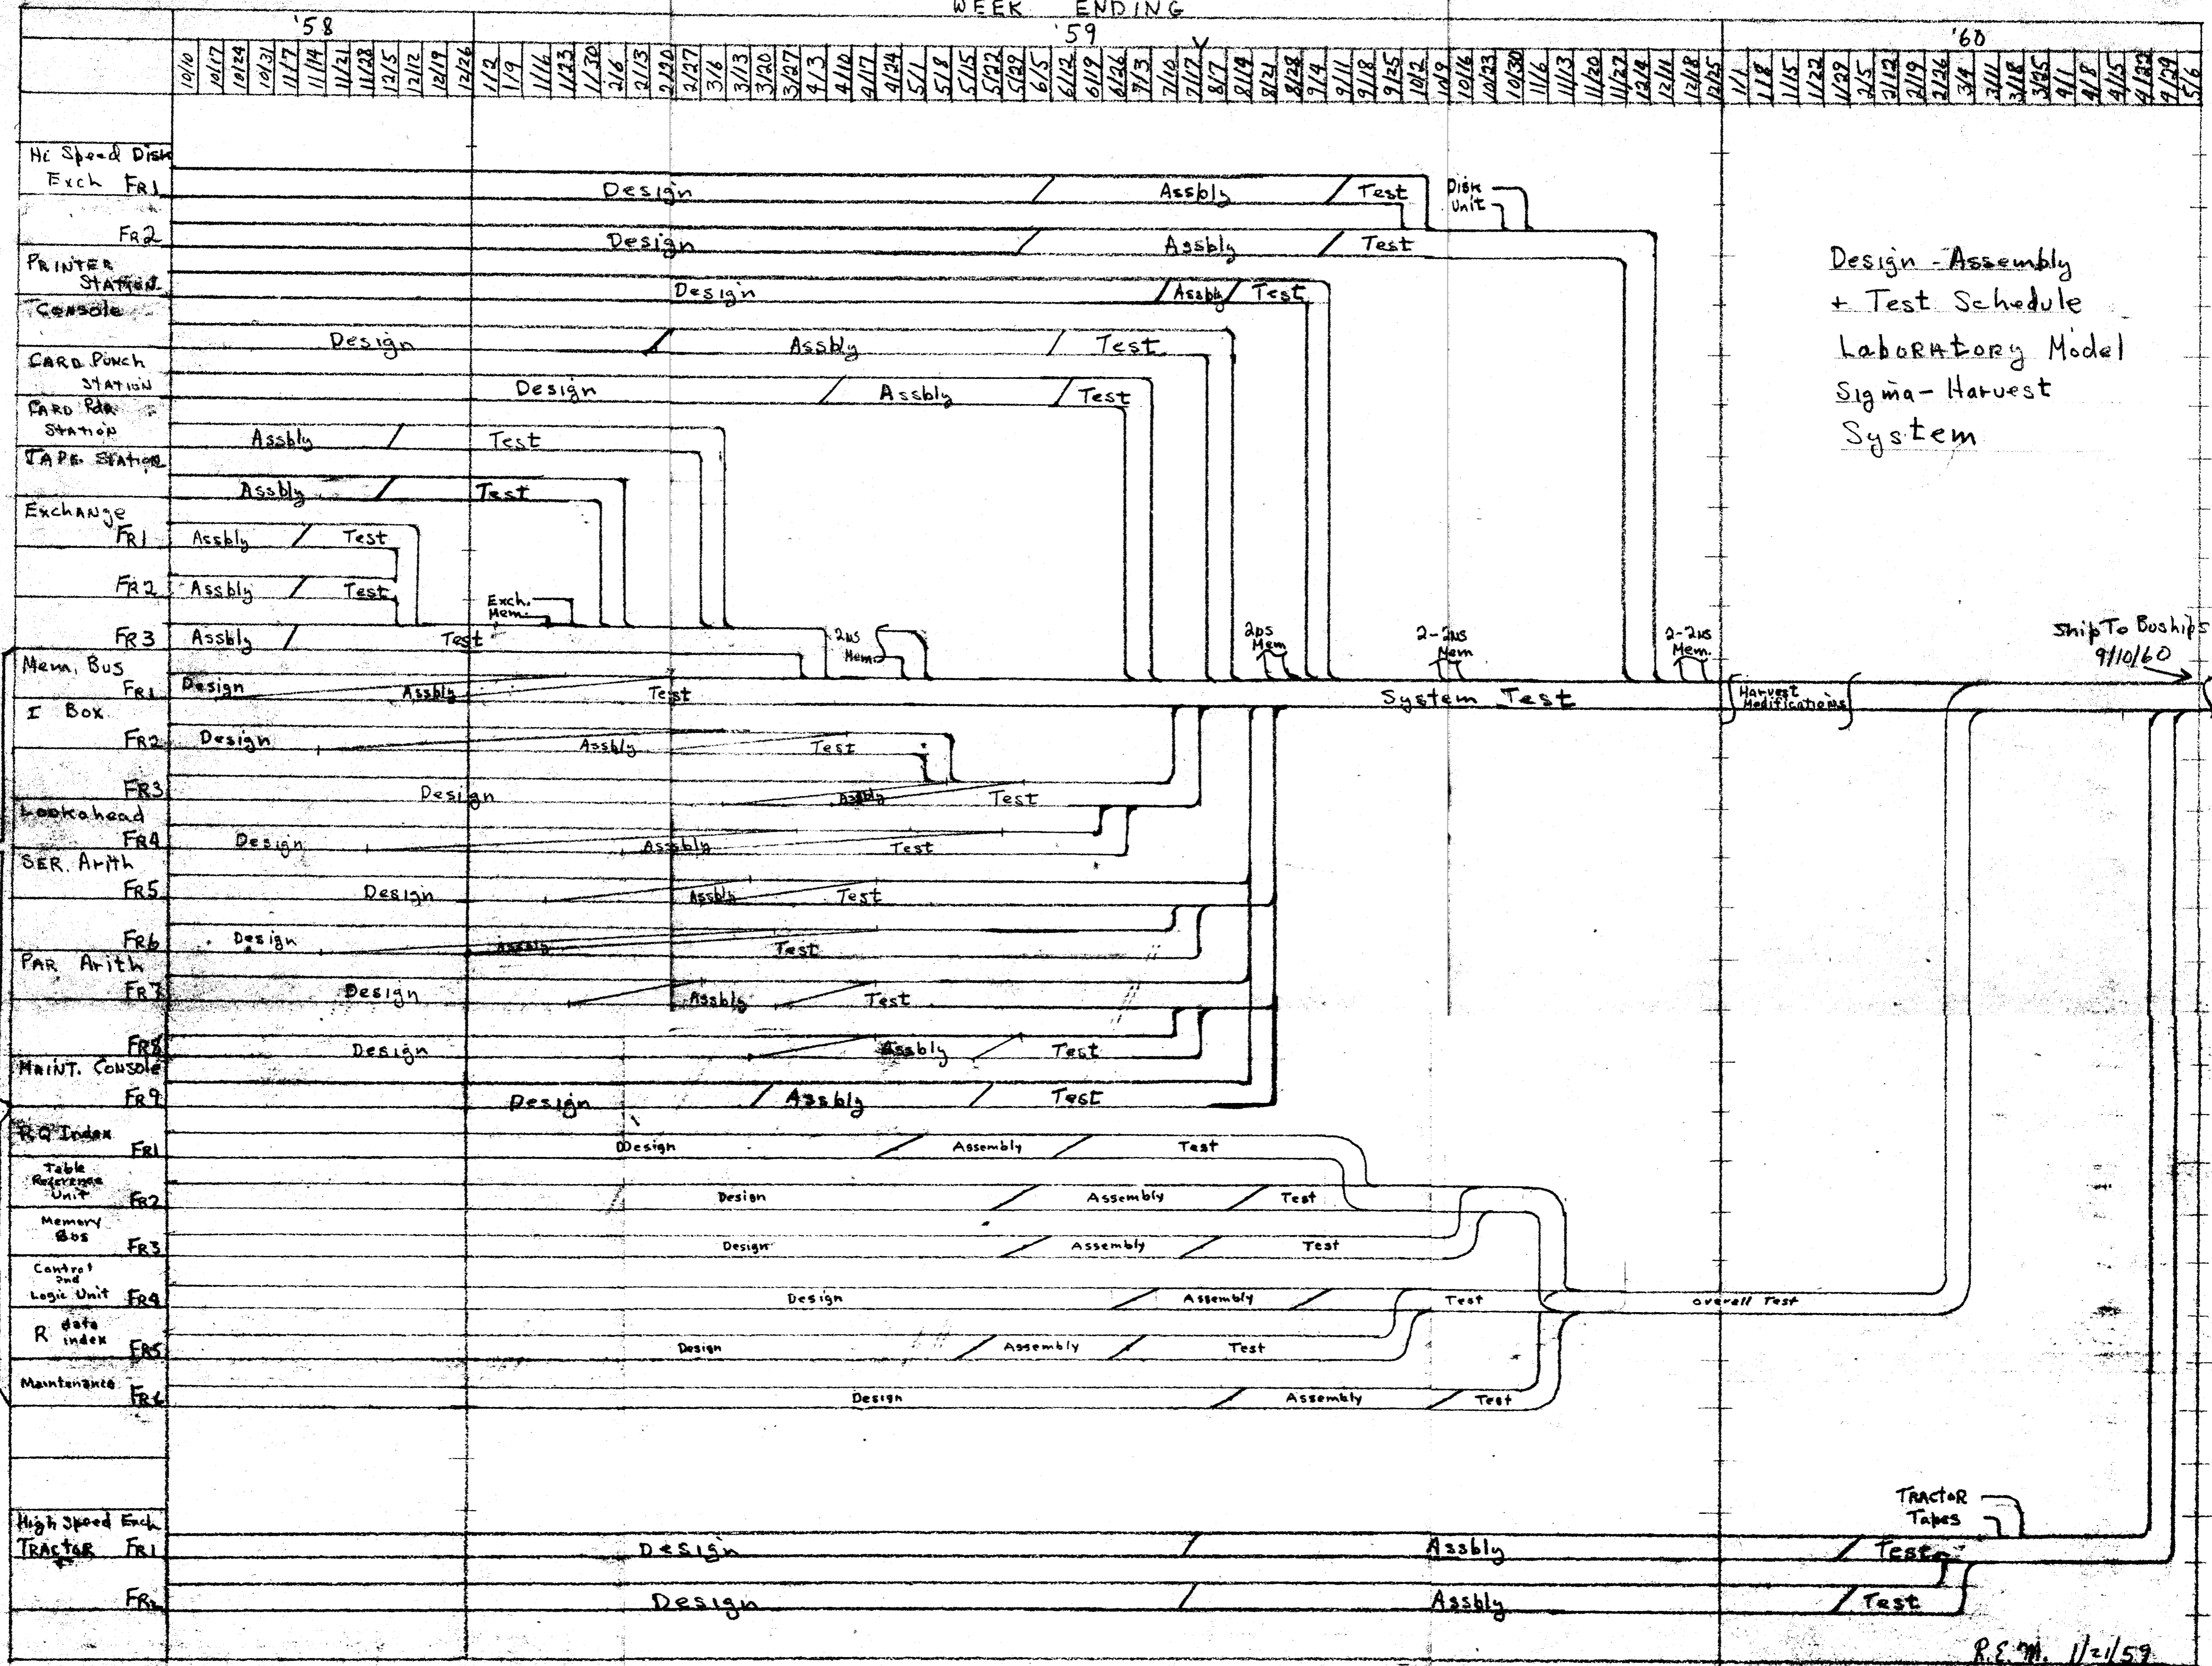 WEEK ENDING
'58 '59 '60
10/10 10/17 10/24 10/31 11/7 11/14 11/21 11/28 12/5 12/12 12/19 12/26 1/2 1/9 1/16 1/23 1/30 2/6 2/13 2/20 2/27 3/6 3/13 3/20 3/27 4/3 4/10 4/17 4/24 5/1 5/8 5/15 5/22 5/29 6/5 6/12 6/19 6/26 7/3 7/10 7/17 8/7 8/14 8/21 8/28 9/4 9/11 9/18 9/25 10/2 10/9 10/16 10/23 10/30 11/6 11/13 11/20 11/27 12/4 12/11 12/18 12/25 1/1 1/8 1/15 1/22 1/29 2/5 2/12 2/19 2/26 3/4 3/11 3/18 3/25 4/1 4/8 4/15 4/22 4/29 5/6
Hi Speed Disk
Exch FR1 Design Assbly Test Disk
Unit
FR2 Design Assbly Test
PRINTER
STATION Design Assbly Test
Console
Design Assbly Test
CARD PUNCH
STATION Design Assbly Test
CARD Rdr
STATION
Assbly Test
TAPE STATION
Assbly Test
Design - Assembly
+ Test Schedule
LABORATORY Model
Sigma - Harvest
System
Exchange
FR1 Assbly Test
FR2 Assbly Test Exch.
Mem.
FR3 Assbly Test 2us
Mem
2us
Mem
2-2us
Mem
2-2us
Mem.
Ship To Buships
9/10/60
Mem. Bus
FR1 Design Assbly Test System Test Harvest
Modifications
I Box
FR2 Design Assbly Test
FR3 Design Assbly Test
Lookahead
FR4 Design Assbly Test
SER. Arith
FR5 Design Assbly Test
FR6 Design Assbly Test
PAR Arith
FR7 Design Assbly Test
FR8 Design Assbly Test
MAINT. CONSOLE
FR9 Design Assbly Test
RQ Index
FR1 Design Assembly Test
Table
Reference
Unit FR2 Design Assembly Test
Memory
Bus FR3 Design Assembly Test
Control
and
Logic Unit FR4 Design Assembly Test overall Test
R data
index FR5 Design Assembly Test
Maintenance FR6 Design Assembly Test
TRACTOR
Tapes
High Speed Exch
TRACTOR FR1 Design Assbly Test
FR2 Design Assbly Test
R.E.M. 1/21/59